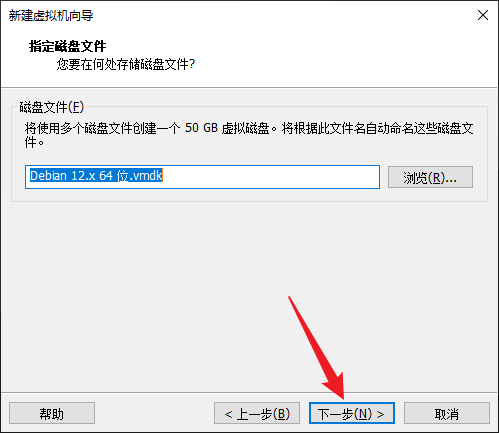 新建虚拟机向导
指定磁盘文件
您要在何处存储磁盘文件?
磁盘文件(F)
将使用多个磁盘文件创建一个 50 GB 虚拟磁盘。将根据此文件名自动命名这些磁盘文
件。
Debian 12.x 64 位.vmdk
浏览(R)...
帮助
< 上一步(B)
下一步(N) >
取消